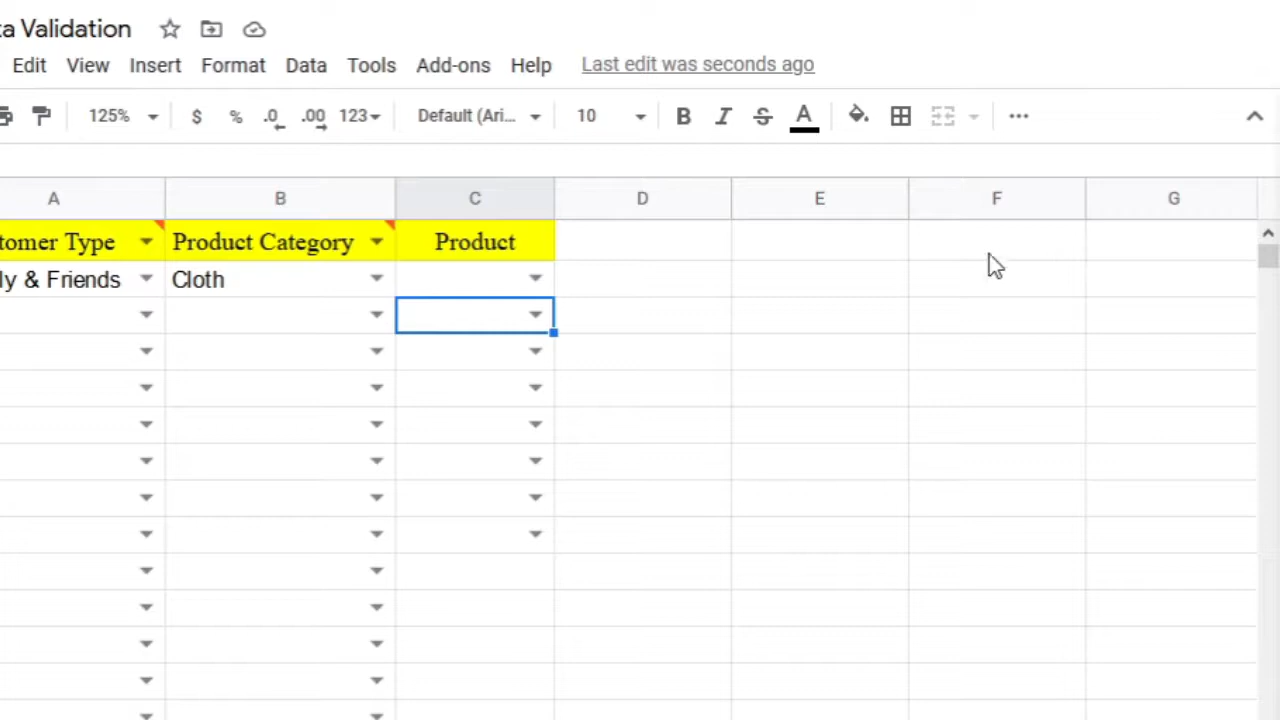 ta Validation
Edit View Insert Format Data Tools Add-ons Help Last edit was seconds ago
125% $ % .0 .00 123 Default (Ari... 10 B I S A
A B C D E F G
tomer Type Product Category Product
ly & Friends Cloth